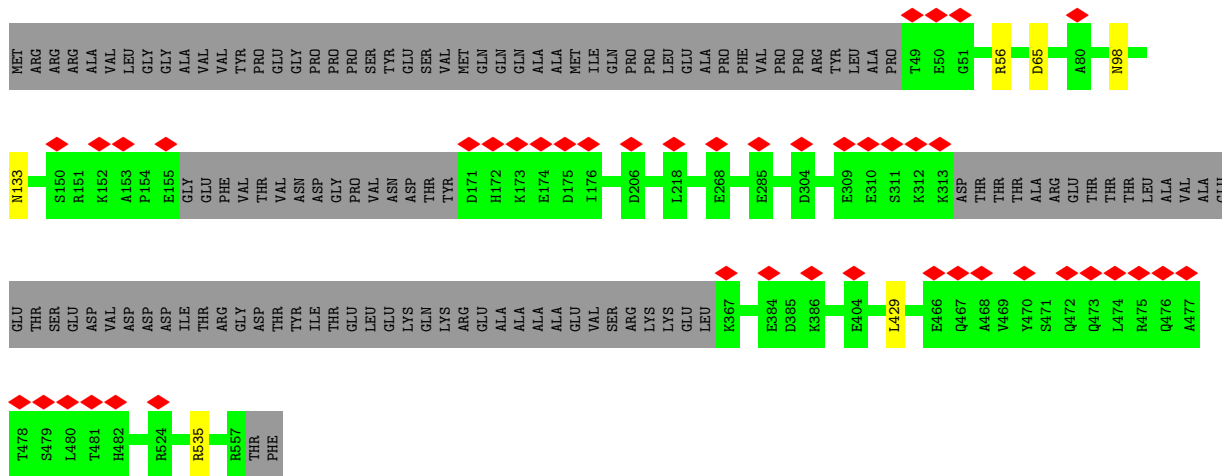 MET ARG ARG ARG ALA VAL LEU GLY GLY ALA VAL VAL TYR PRO GLU GLY PRO PRO PRO SER TYR GLU SER VAL MET GLN GLN GLN ALA ALA MET ILE GLN PRO PRO LEU GLU ALA PRO PHE VAL PRO PRO ARG TYR LEU ALA PRO T49 E50 G51 R56 D65 A80 N98
N133 S150 R151 K152 A153 P154 E155 GLY GLU PHE VAL THR VAL ASN ASP GLY PRO VAL ASN ASP THR TYR D171 H172 K173 E174 D175 I176 D206 L218 E268 E285 D304 E309 E310 S311 K312 K313 ASP THR THR THR ALA ARG GLU THR THR THR LEU ALA VAL ALA GLU
GLU THR SER GLU ASP VAL ASP ASP ASP ILE THR ARG GLY ASP THR TYR ILE THR GLU LEU GLU LYS GLN LYS ARG GLU ALA ALA ALA ALA GLU VAL SER ARG LYS LYS GLU LEU K367 E384 D385 K386 E404 L429 E466 Q467 A468 V469 Y470 S471 Q472 Q473 L474 R475 Q476 A477
T478 S479 L480 T481 H482 R524 R535 R557 THR PHE